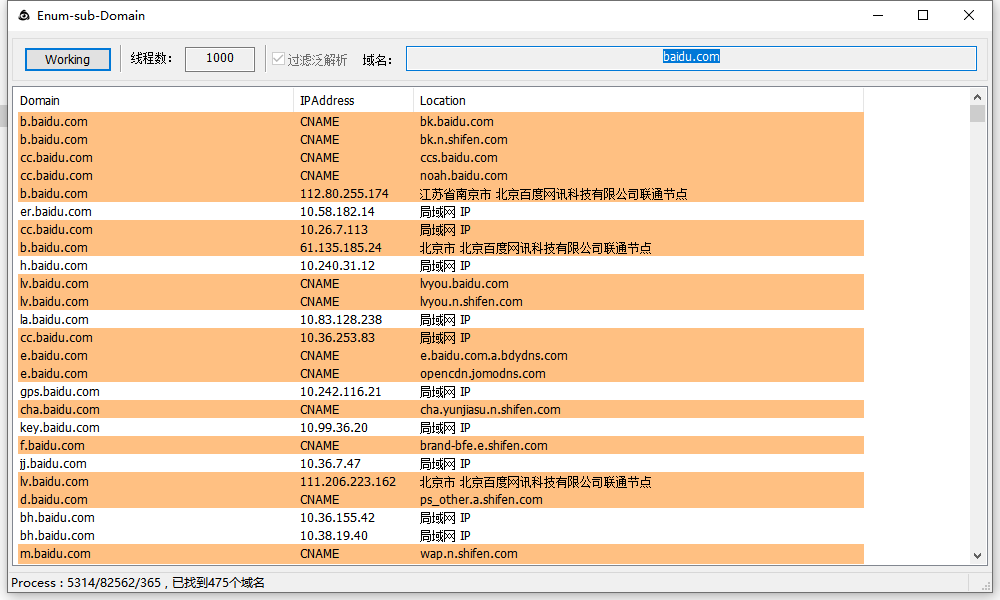 Enum-sub-Domain
Working 线程数： 1000 过滤泛解析 域名： baidu.com
Domain IPAddress Location
b.baidu.com CNAME bk.baidu.com
b.baidu.com CNAME bk.n.shifen.com
cc.baidu.com CNAME ccs.baidu.com
cc.baidu.com CNAME noah.baidu.com
b.baidu.com 112.80.255.174 江苏省南京市 北京百度网讯科技有限公司联通节点
er.baidu.com 10.58.182.14 局域网 IP
cc.baidu.com 10.26.7.113 局域网 IP
b.baidu.com 61.135.185.24 北京市 北京百度网讯科技有限公司联通节点
h.baidu.com 10.240.31.12 局域网 IP
lv.baidu.com CNAME lvyou.baidu.com
lv.baidu.com CNAME lvyou.n.shifen.com
la.baidu.com 10.83.128.238 局域网 IP
cc.baidu.com 10.36.253.83 局域网 IP
e.baidu.com CNAME e.baidu.com.a.bdydns.com
e.baidu.com CNAME opencdn.jomodns.com
gps.baidu.com 10.242.116.21 局域网 IP
cha.baidu.com CNAME cha.yunjiasu.n.shifen.com
key.baidu.com 10.99.36.20 局域网 IP
f.baidu.com CNAME brand-bfe.e.shifen.com
jj.baidu.com 10.36.7.47 局域网 IP
lv.baidu.com 111.206.223.162 北京市 北京百度网讯科技有限公司联通节点
d.baidu.com CNAME ps_other.a.shifen.com
bh.baidu.com 10.36.155.42 局域网 IP
bh.baidu.com 10.38.19.40 局域网 IP
m.baidu.com CNAME wap.n.shifen.com
Process : 5314/82562/365 , 已找到475个域名